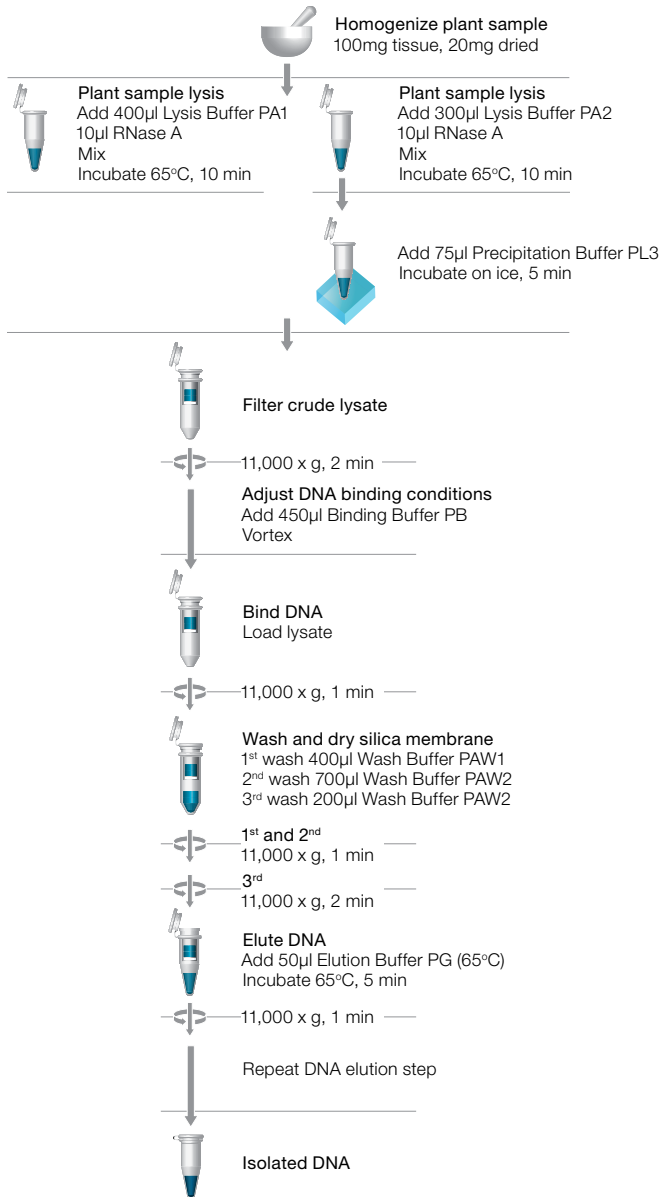 Homogenize plant sample
100mg tissue, 20mg dried
Plant sample lysis
Add 400µl Lysis Buffer PA1
10µl RNase A
Mix
Incubate 65°C, 10 min
Plant sample lysis
Add 300µl Lysis Buffer PA2
10µl RNase A
Mix
Incubate 65°C, 10 min
Add 75µl Precipitation Buffer PL3
Incubate on ice, 5 min
Filter crude lysate
11,000 x g, 2 min
Adjust DNA binding conditions
Add 450µl Binding Buffer PB
Vortex
Bind DNA
Load lysate
11,000 x g, 1 min
Wash and dry silica membrane
1st wash 400µl Wash Buffer PAW1
2nd wash 700µl Wash Buffer PAW2
3rd wash 200µl Wash Buffer PAW2
1st and 2nd
11,000 x g, 1 min
3rd
11,000 x g, 2 min
Elute DNA
Add 50µl Elution Buffer PG (65°C)
Incubate 65°C, 5 min
11,000 x g, 1 min
Repeat DNA elution step
Isolated DNA